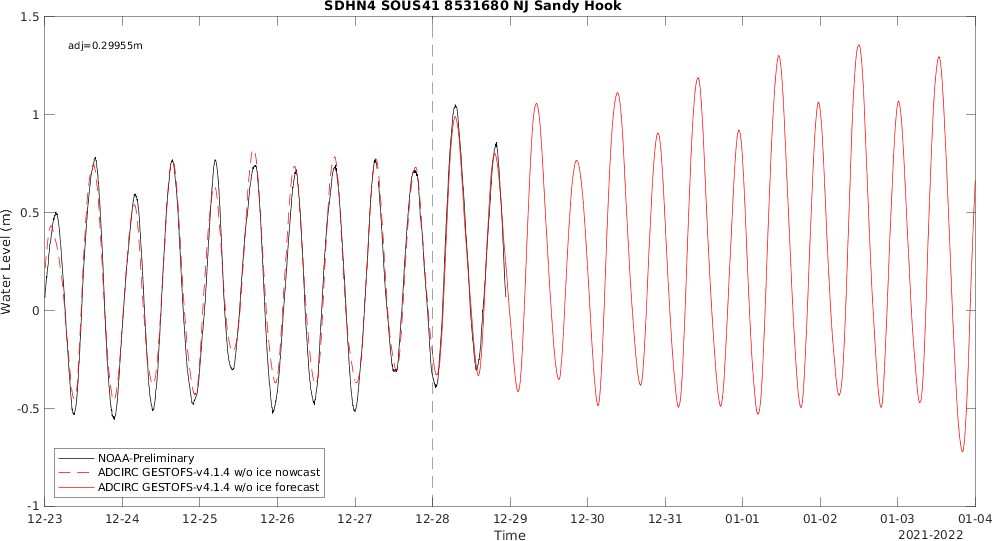 SDHN4 SOUS41 8531680 NJ Sandy Hook
adj=0.29955m
1.5
1
0.5
0
-0.5
-1
Water Level (m)
NOAA-Preliminary
ADCIRC GESTOFS-v4.1.4 w/o ice nowcast
ADCIRC GESTOFS-v4.1.4 w/o ice forecast
12-23 12-24 12-25 12-26 12-27 12-28 12-29 12-30 12-31 01-01 01-02 01-03 01-04
Time
2021-2022